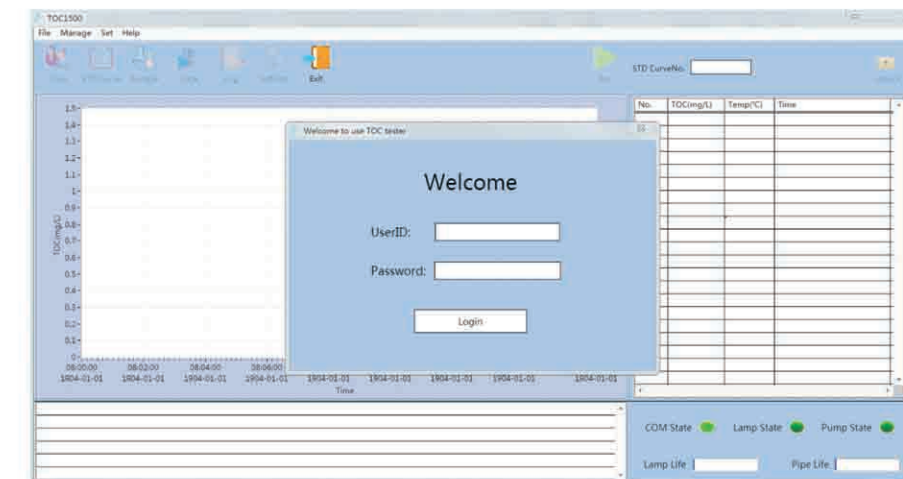 TOC1500
File Manage Set Help
Exit
STD CurveNo.
No. TOC(mg/L) Temp(°C) Time
1.5
1.4
1.3
1.2
1.1
1
0.9
0.8
0.7
0.6
0.5
0.4
0.3
0.2
0.1
0
TOC(mg/L)
08:00:00 08:02:00 08:04:00 08:06:00
1904-01-01 1904-01-01 1904-01-01 1904-01-01 1904-01-01 1904-01-01 1904-01-01 1904-01-01 1904-01-01
Time
Welcome to use TOC tester
Welcome
UserID:
Password:
Login
COM State Lamp State Pump State
Lamp Life Pipe Life